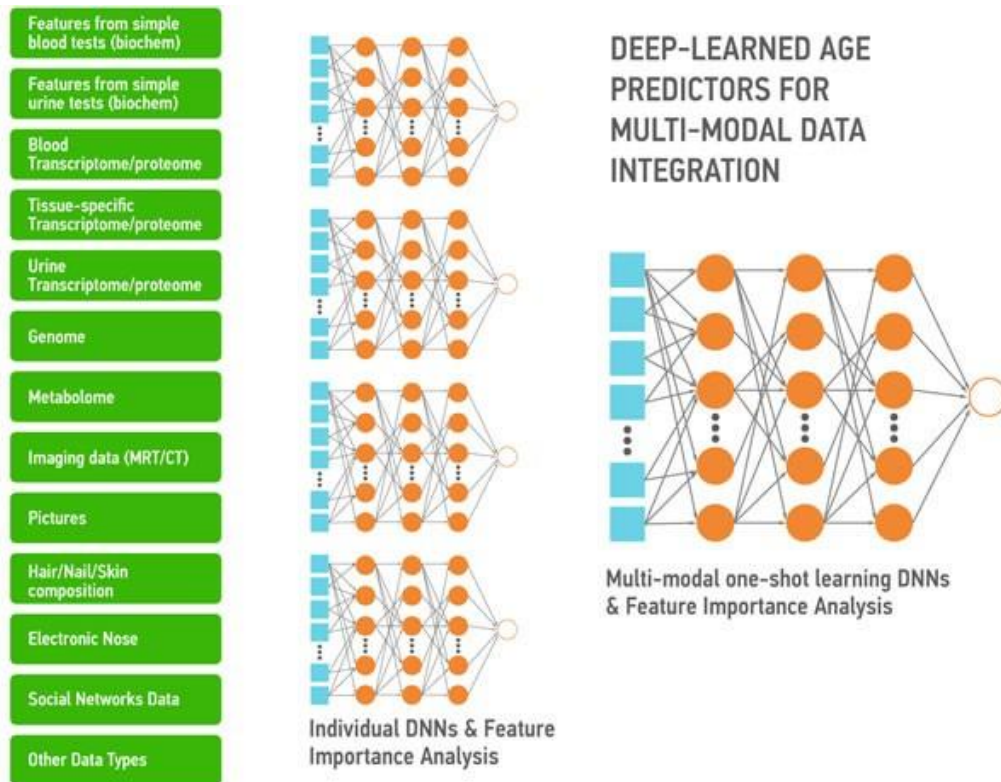 Features from simple
blood tests (biochem)
Features from simple
urine tests (biochem)
Blood
Transcriptome/proteome
Tissue-specific
Transcriptome/proteome
Urine
Transcriptome/proteome
Genome
Metabolome
Imaging data (MRT/CT)
Pictures
Hair/Nail/Skin
composition
Electronic Nose
Social Networks Data
Other Data Types
Individual DNNs & Feature
Importance Analysis
DEEP-LEARNED AGE
PREDICTORS FOR
MULTI-MODAL DATA
INTEGRATION
Multi-modal one-shot learning DNNs
& Feature Importance Analysis